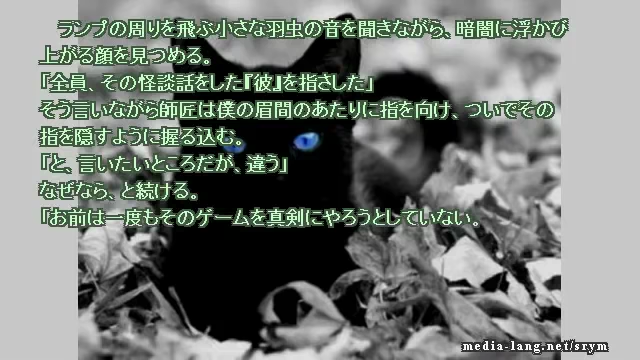 ランプの周りを飛ぶ小さな羽虫の音を聞きながら、暗闇に浮かび
上がる顔を見つめる。
「全員、その怪談話をした『彼』を指さした」
そう言いながら師匠は僕の眉間のあたりに指を向け、ついでその
指を隠すように握る込む。
「と、言いたいところだが、違う」
なぜなら、と続ける。
「お前は一度もそのゲームを真剣にやろうとしていない。
media-lang.net/srym